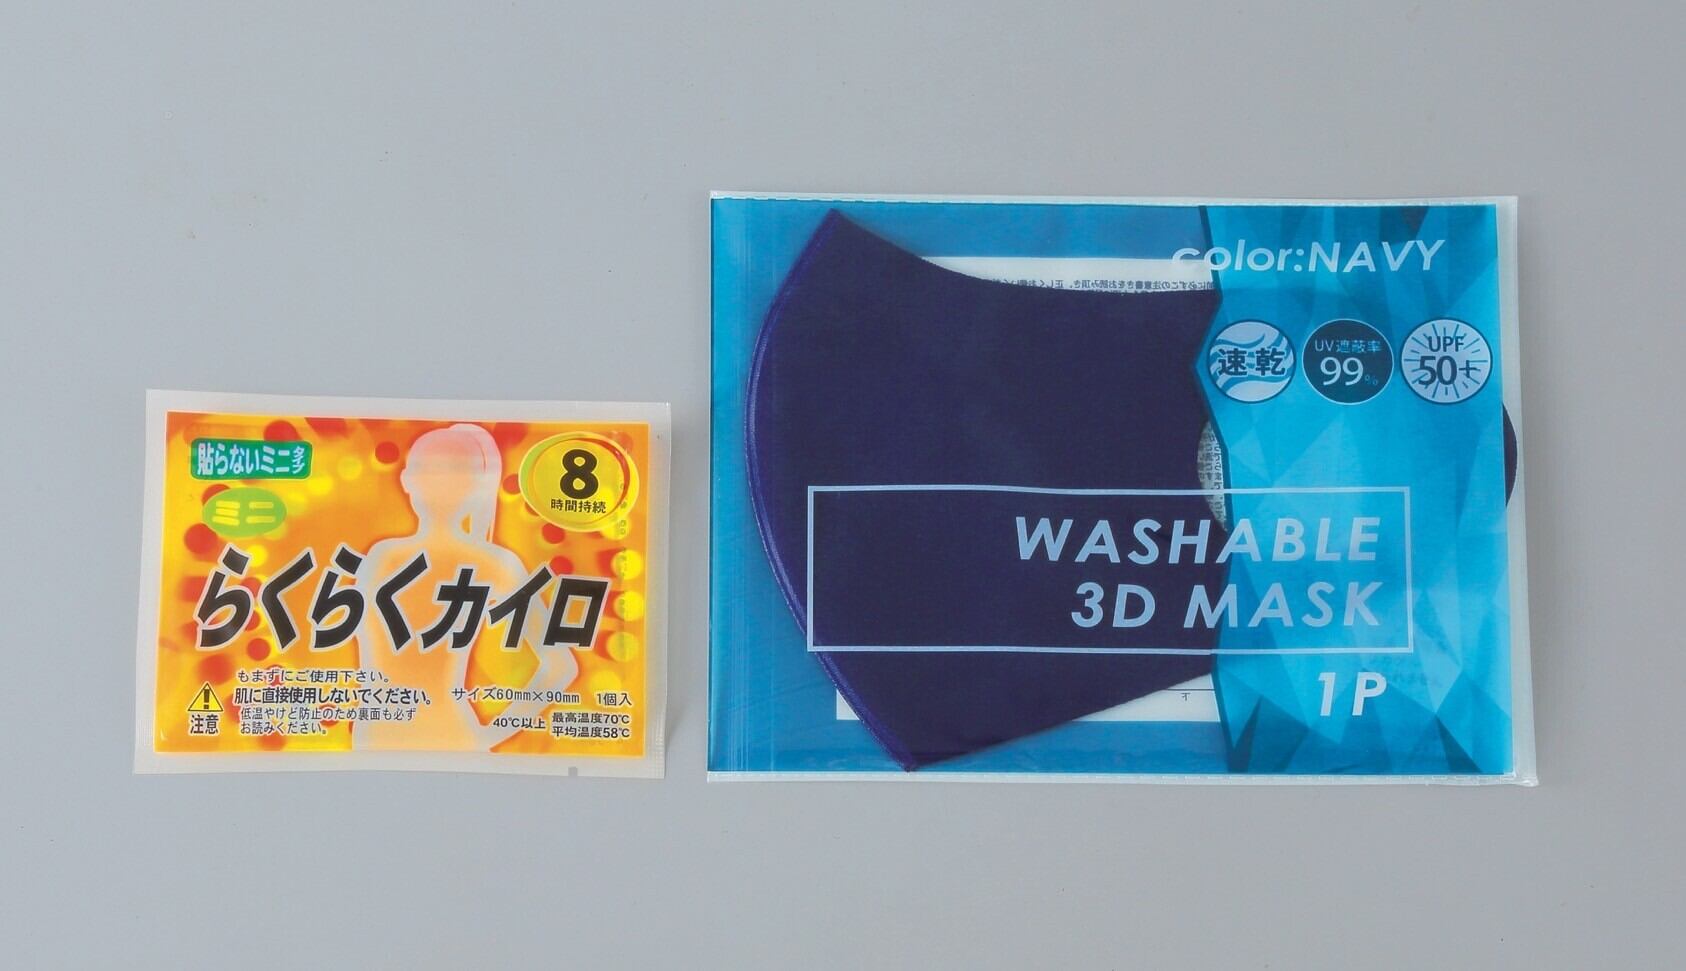 貼らないミニタイプ
ミニ
8
時間持続
らくらくカイロ
もまずにご使用下さい。
注意
肌に直接使用しないでください。
低温やけど防止のため裏面も必ず
お読みください。
サイズ60mm×90mm 1個入
40℃以上 最高温度70℃
平均温度58℃
color:NAVY
速乾
UV遮蔽率
99%
UPF
50+
WASHABLE
3D MASK
1P